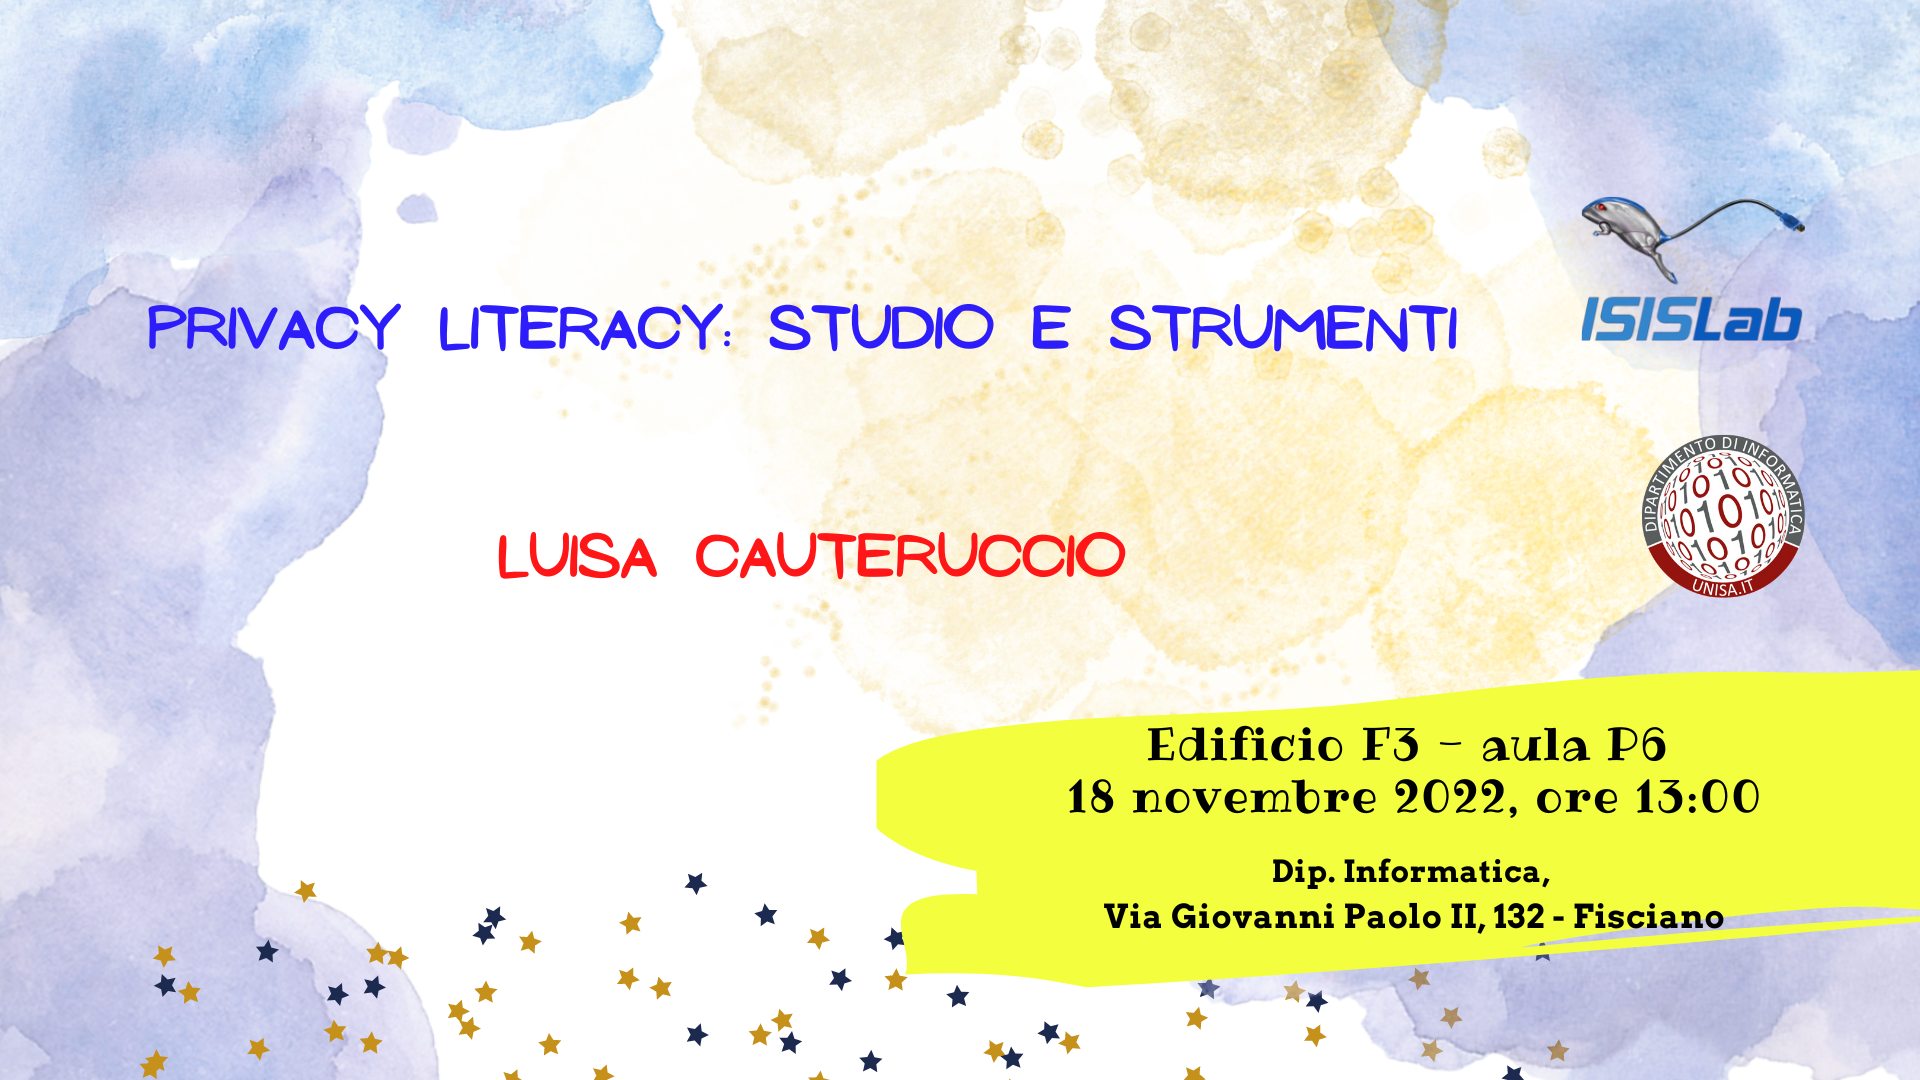 PRIVACY LITERACY: STUDIO E STRUMENTI
ISISLab
DIPARTIMENTO DI INFORMATICA
UNISA.IT
LUISA CAUTERUCCIO
Edificio F3 - aula P6
18 novembre 2022, ore 13:00
Dip. Informatica,
Via Giovanni Paolo II, 132 - Fisciano